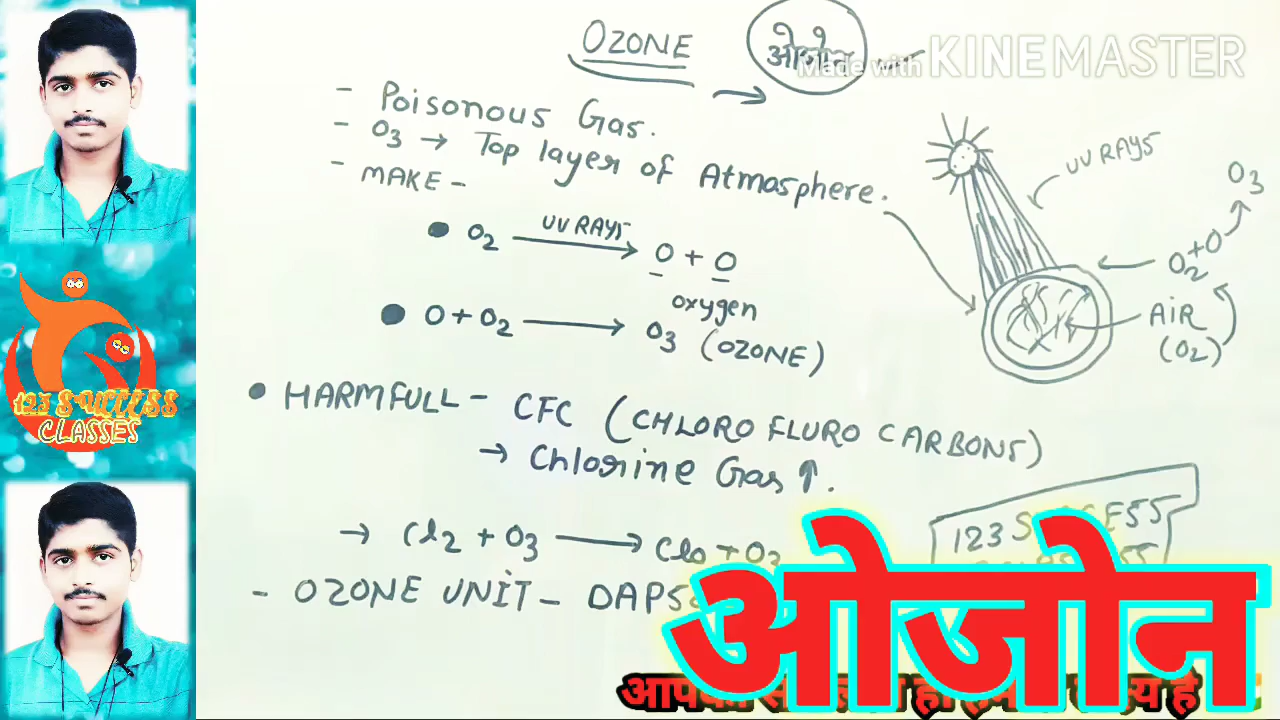 OZONE
ओजोन
Made with KINEMASTER
- Poisonous Gas.
- O3 → Top layer of Atmosphere.
- MAKE -
● O2 UV RAYS → O + O
oxygen
● O + O2 → O3 (OZONE)
UV RAYS
O3
O2 + O
AiR
(O2)
● HARMFULL - CFC (CHLORO FLURO CARBONS)
→ Chlorine Gas ↑.
→ Cl2 + O3 → Clo + O2
- OZONE UNiT -
123
123 SUCCESS
CLASSES
ओजोन
है